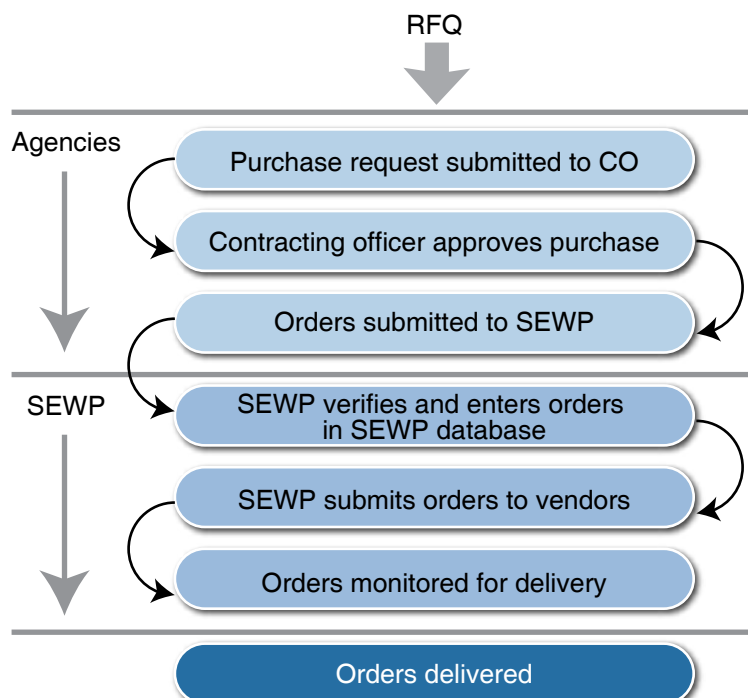 RFQ
Agencies
Purchase request submitted to CO
Contracting officer approves purchase
Orders submitted to SEWP
SEWP
SEWP verifies and enters orders
in SEWP database
SEWP submits orders to vendors
Orders monitored for delivery
Orders delivered